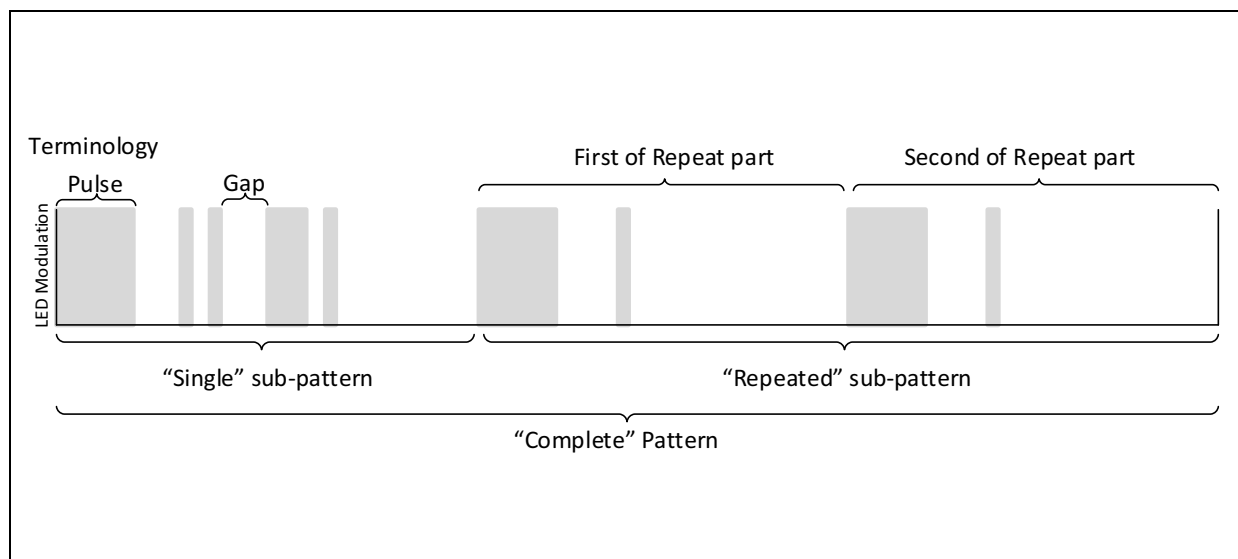 Terminology
First of Repeat part
Second of Repeat part
Pulse
Gap
LED Modulation
“Single” sub-pattern
“Repeated” sub-pattern
“Complete” Pattern